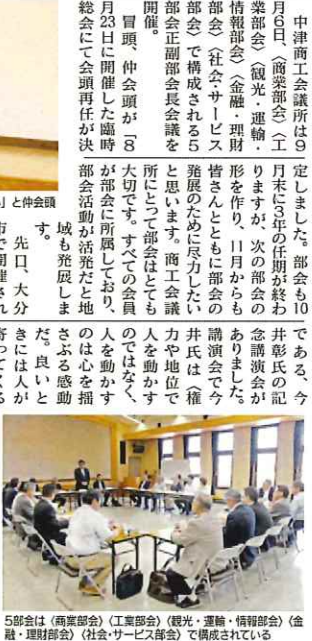 中津商工会議所は９
月６日、〈商業部会〉〈工
業部会〉〈観光・運輸・
情報部会〉〈金融・理財
部会〉〈社会・サービス
部会〉で構成される５
部会正副部会長会議を
開催。
冒頭、仲会頭が「８
月23日に開催した臨時
総会にて会頭再任が決
定しました。部会も10
月末に３年の任期が終わ
りますが、次の部会の
形を作り、11月からも
皆さんとともに部会の
発展のために尽力したい
と思います。商工会議
所にとって部会はとても
大切です。すべての会員
が部会に所属しており、
部会活動が活発だと地
域も発展しま
す。
先日、大分
市で開催され
である、今
井彰氏の記
念講演会が
ありました。
講演会で今
井氏は〈権
力や地位で
人を動かす
のではなく、
人を動かす
のは心を揺
さぶる感動
だ。良いと
きには人が
寄ってくる
」と仲会頭
５部会は〈商業部会〉〈工業部会〉〈観光・運輸・情報部会〉〈金
融・理財部会〉〈社会・サービス部会〉で構成されている